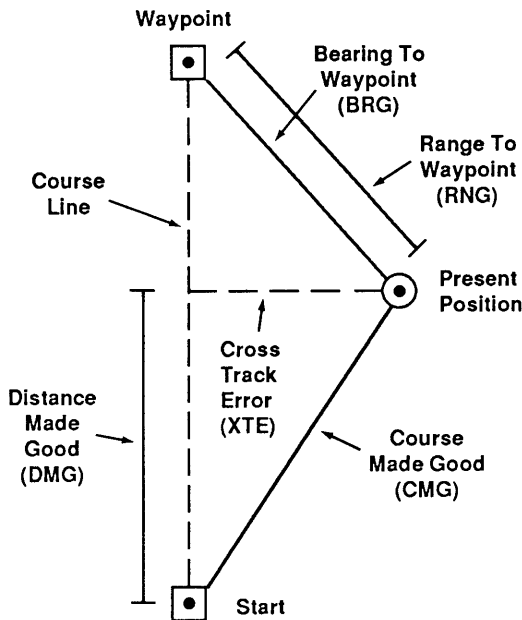 Waypoint
Bearing To
Waypoint
(BRG)
Range To
Waypoint
(RNG)
Course
Line
Present
Position
Cross
Track
Error
(XTE)
Distance
Made
Good
(DMG)
Course
Made Good
(CMG)
Start